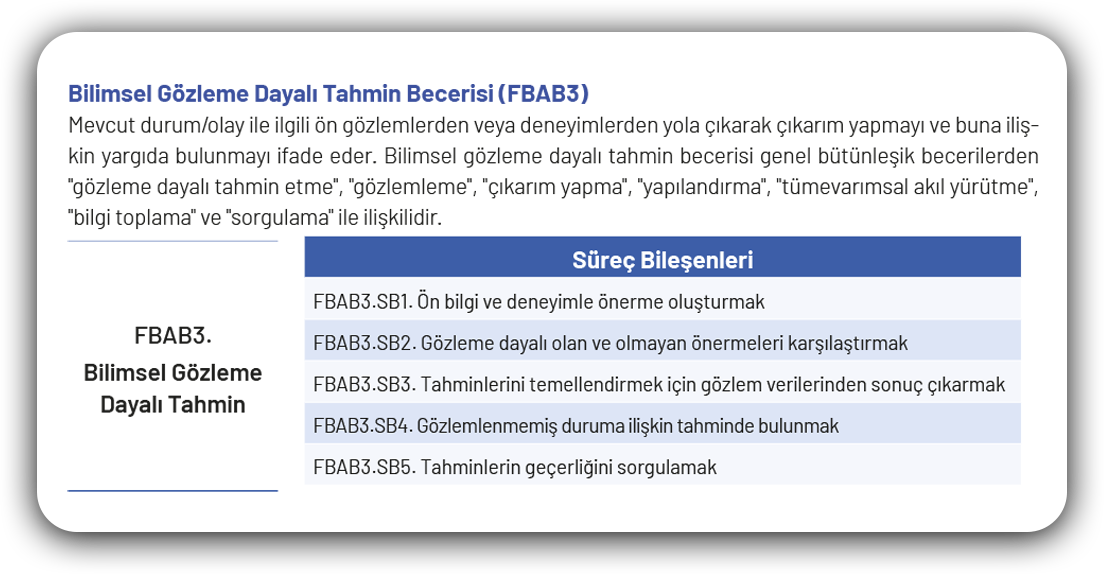 Bilimsel Gözleme Dayalı Tahmin Becerisi (FBAB3)
Mevcut durum/olay ile ilgili ön gözlemlerden veya deneyimlerden yola çıkarak çıkarım yapmayı ve buna iliş-
kin yargıda bulunmayı ifade eder. Bilimsel gözleme dayalı tahmin becerisi genel bütünleşik becerilerden
"gözleme dayalı tahmin etme", "gözlemleme", "çıkarım yapma", "yapılandırma", "tümevarımsal akıl yürütme",
"bilgi toplama" ve "sorgulama" ile ilişkilidir.
FBAB3.
Bilimsel Gözleme
Dayalı Tahmin
Süreç Bileşenleri
FBAB3.SB1. Ön bilgi ve deneyimle önerme oluşturmak
FBAB3.SB2. Gözleme dayalı olan ve olmayan önermeleri karşılaştırmak
FBAB3.SB3. Tahminlerini temellendirmek için gözlem verilerinden sonuç çıkarmak
FBAB3.SB4. Gözlemlenmemiş duruma ilişkin tahminde bulunmak
FBAB3.SB5. Tahminlerin geçerliğini sorgulamak